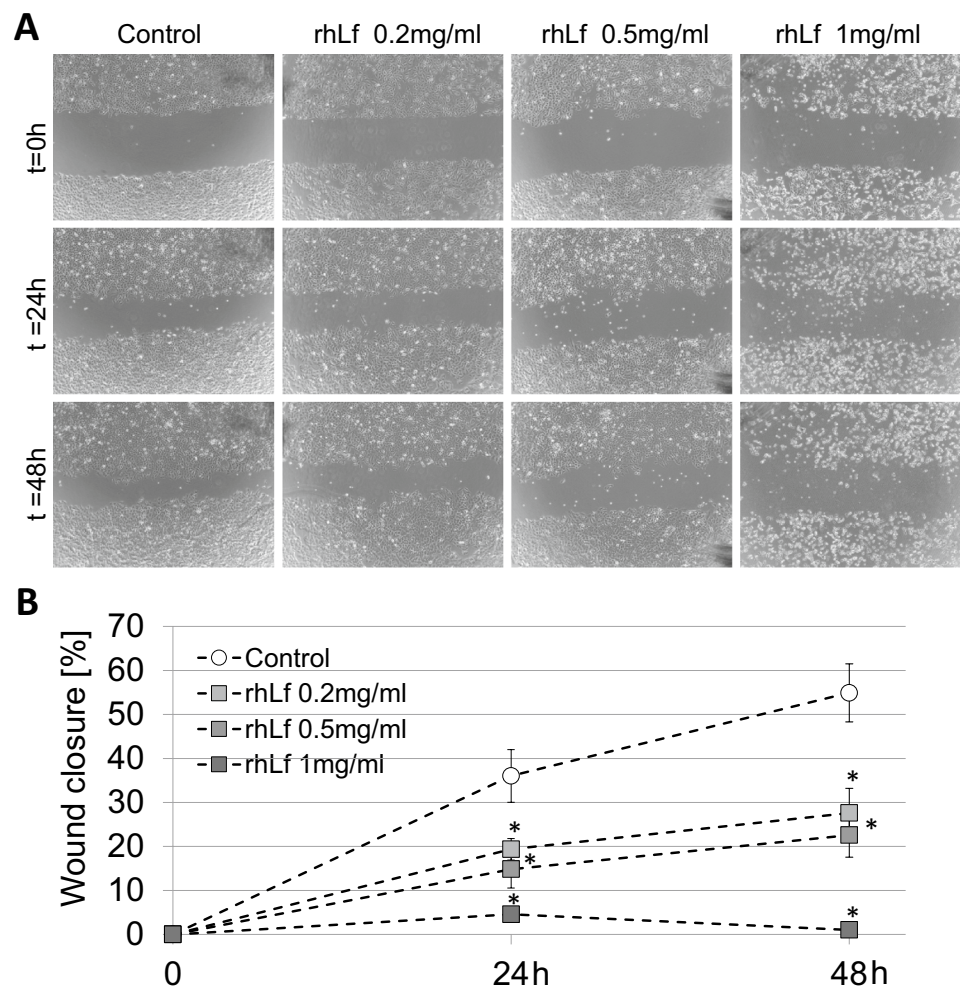 A
Control rhLf 0.2mg/ml rhLf 0.5mg/ml rhLf 1mg/ml
t=0h
t =24h
t =48h
B
Wound closure [%]
70
60
50
40
30
20
10
0
Control
rhLf 0.2mg/ml
rhLf 0.5mg/ml
rhLf 1mg/ml
*
*
*
*
*
*
0 24h 48h